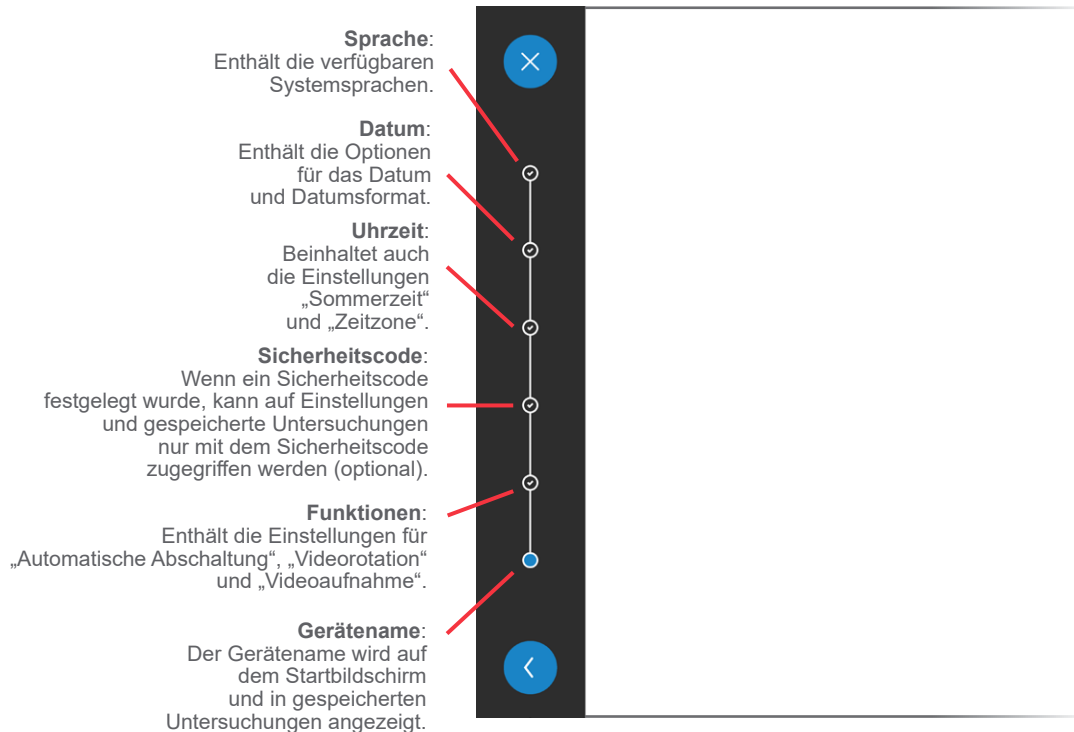 Sprache:
Enthält die verfügbaren
Systemsprachen.
Datum:
Enthält die Optionen
für das Datum
und Datumsformat.
Uhrzeit:
Beinhaltet auch
die Einstellungen
„Sommerzeit“
und „Zeitzone“.
Sicherheitscode:
Wenn ein Sicherheitscode
festgelegt wurde, kann auf Einstellungen
und gespeicherte Untersuchungen
nur mit dem Sicherheitscode
zugegriffen werden (optional).
Funktionen:
Enthält die Einstellungen für
„Automatische Abschaltung“, „Videorotation“
und „Videoaufnahme“.
Gerätename:
Der Gerätename wird auf
dem Startbildschirm
und in gespeicherten
Untersuchungen angezeigt.